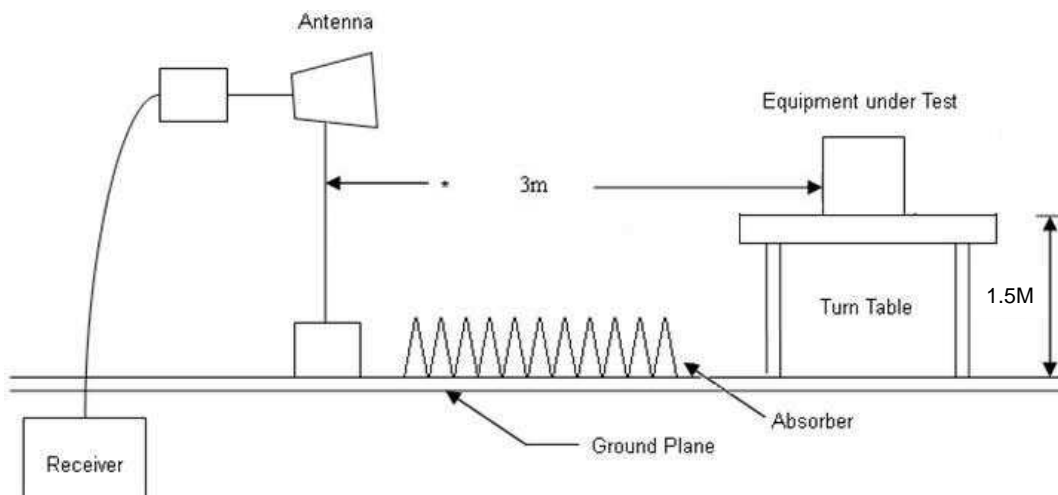 Antenna
Equipment under Test
* 3m
1.5M
Turn Table
Absorber
Ground Plane
Receiver